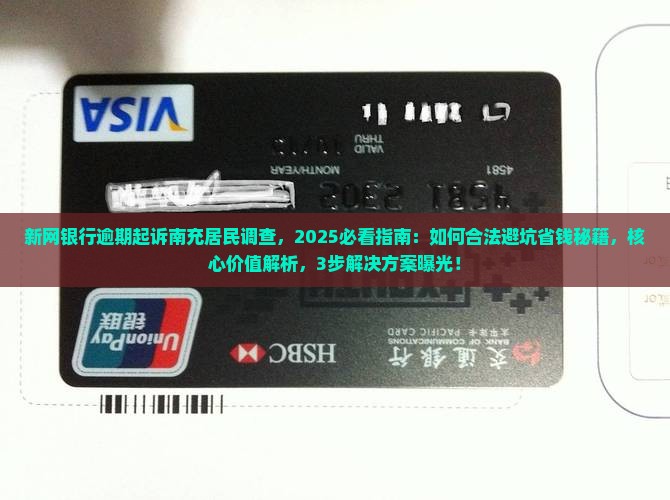 VISA
VALID
THRU
MONTH/YEAR
4581
新网银行逾期起诉南充居民调查，2025必看指南：如何合法避坑省钱秘籍，核
心价值解析，3步解决方案曝光！
+YOUTH
UnionPay
银联
HSBC
交通银行
BANK OF COMMUNICATIONS
太平洋卡 PACIFIC CARD